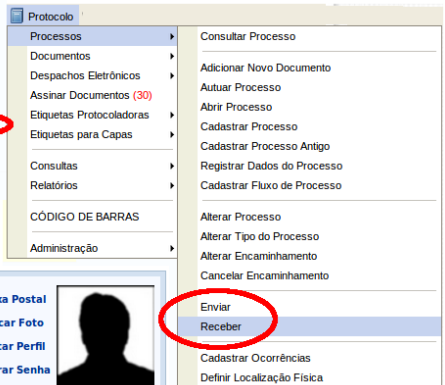 Protocolo
Processos
Documentos
Despachos Eletrônicos
Assinar Documentos (30)
Etiquetas Protocoladoras
Etiquetas para Capas
Consultas
Relatórios
CÓDIGO DE BARRAS
Administração
Consultar Processo
Adicionar Novo Documento
Autuar Processo
Abrir Processo
Cadastrar Processo
Cadastrar Processo Antigo
Registrar Dados do Processo
Cadastrar Fluxo de Processo
Alterar Processo
Alterar Tipo do Processo
Alterar Encaminhamento
Cancelar Encaminhamento
Enviar
Receber
Cadastrar Ocorrências
Definir Localização Física
xa Postal
car Foto
car Perfil
rar Senha